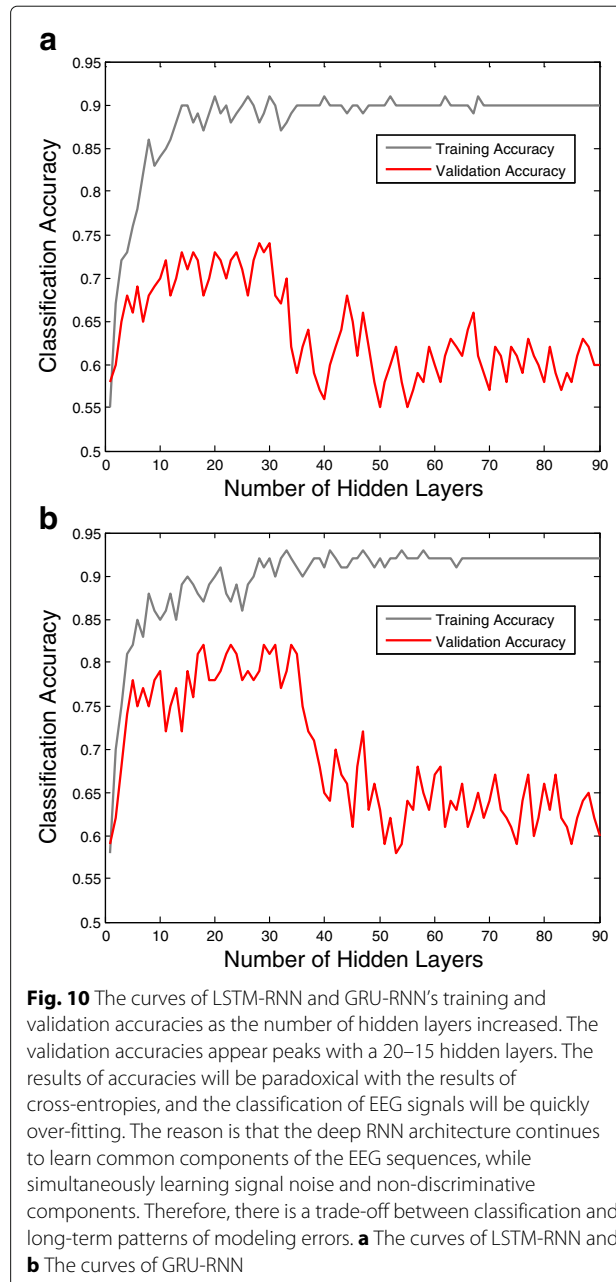 a
0.95
0.9
0.85
0.8
0.75
0.7
0.65
0.6
0.55
0.5
Classification Accuracy
Training Accuracy
Validation Accuracy
0 10 20 30 40 50 60 70 80 90
Number of Hidden Layers
b
0.95
0.9
0.85
0.8
0.75
0.7
0.65
0.6
0.55
0.5
Classification Accuracy
Training Accuracy
Validation Accuracy
0 10 20 30 40 50 60 70 80 90
Number of Hidden Layers
Fig. 10 The curves of LSTM-RNN and GRU-RNN's training and
validation accuracies as the number of hidden layers increased. The
validation accuracies appear peaks with a 20–15 hidden layers. The
results of accuracies will be paradoxical with the results of
cross-entropies, and the classification of EEG signals will be quickly
over-fitting. The reason is that the deep RNN architecture continues
to learn common components of the EEG sequences, while
simultaneously learning signal noise and non-discriminative
components. Therefore, there is a trade-off between classification and
long-term patterns of modeling errors. a The curves of LSTM-RNN and
b The curves of GRU-RNN